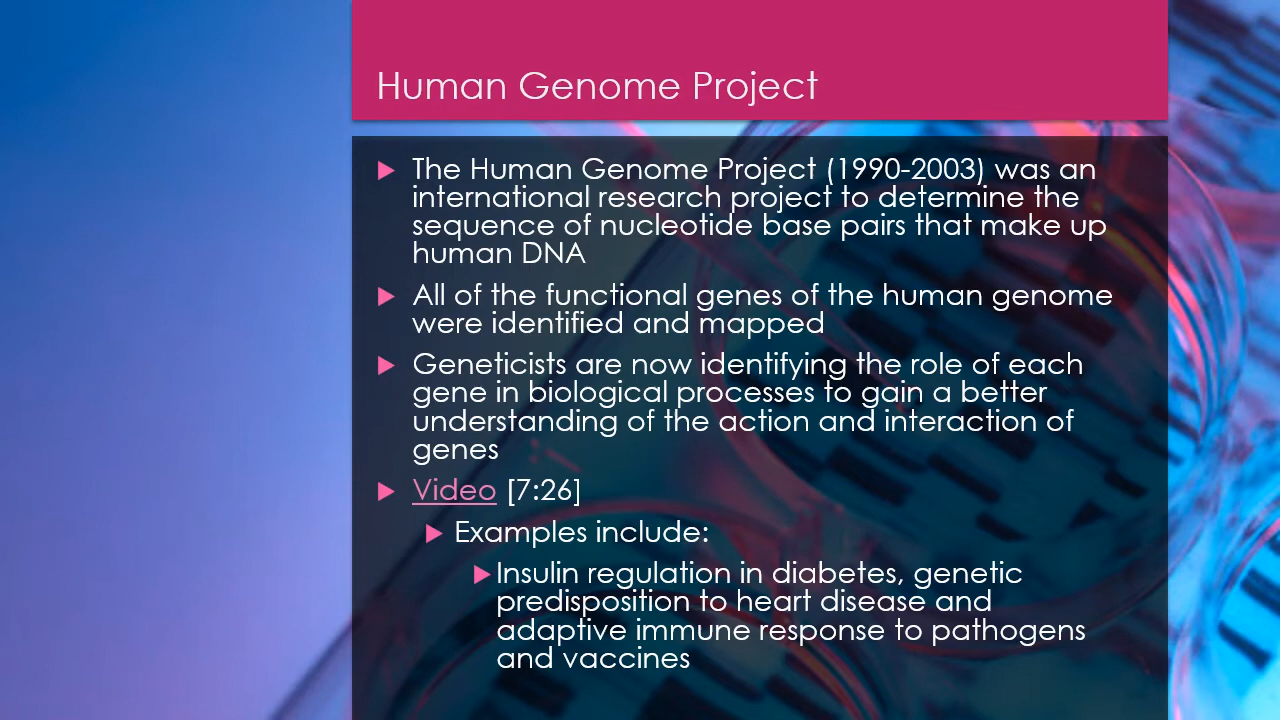 Human Genome Project
The Human Genome Project (1990-2003) was an
international research project to determine the
sequence of nucleotide base pairs that make up
human DNA
All of the functional genes of the human genome
were identified and mapped
Geneticists are now identifying the role of each
gene in biological processes to gain a better
understanding of the action and interaction of
genes
Video [7:26]
Examples include:
Insulin regulation in diabetes, genetic
predisposition to heart disease and
adaptive immune response to pathogens
and vaccines